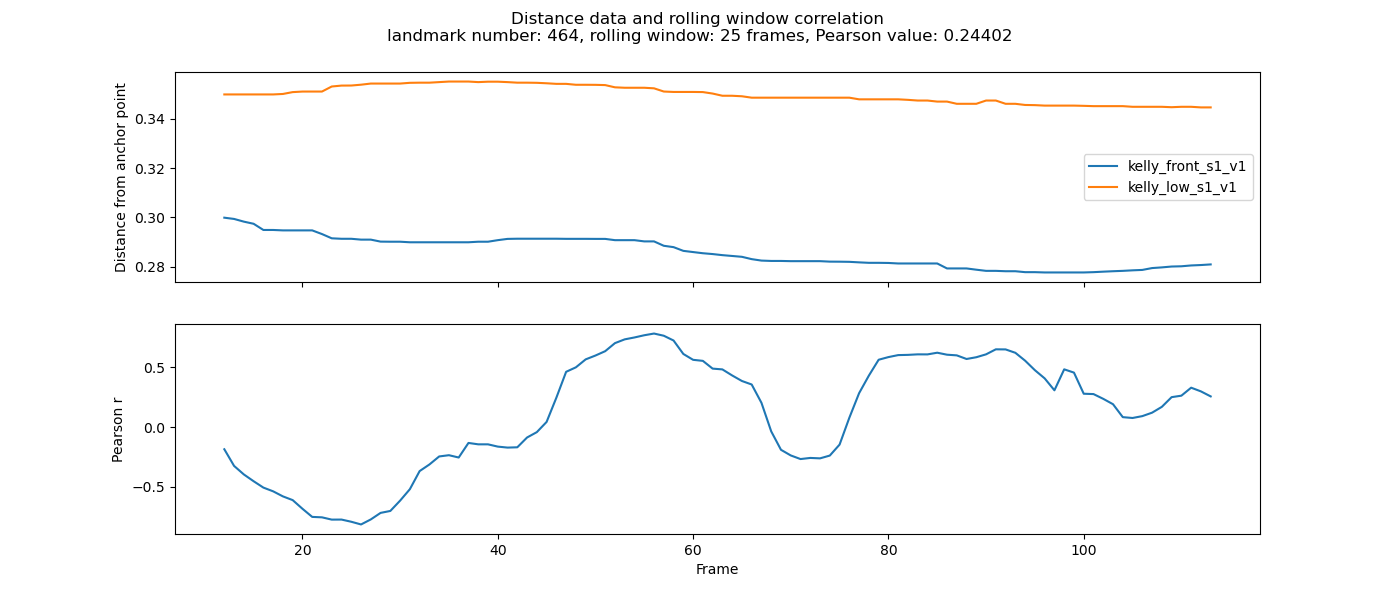 Distance data and rolling window correlation
landmark number: 464, rolling window: 25 frames, Pearson value: 0.24402
Distance from anchor point
0.34
0.32
0.30
0.28
kelly_front_s1_v1
kelly_low_s1_v1
Pearson r
0.5
0.0
−0.5
20 40 60 80 100
Frame